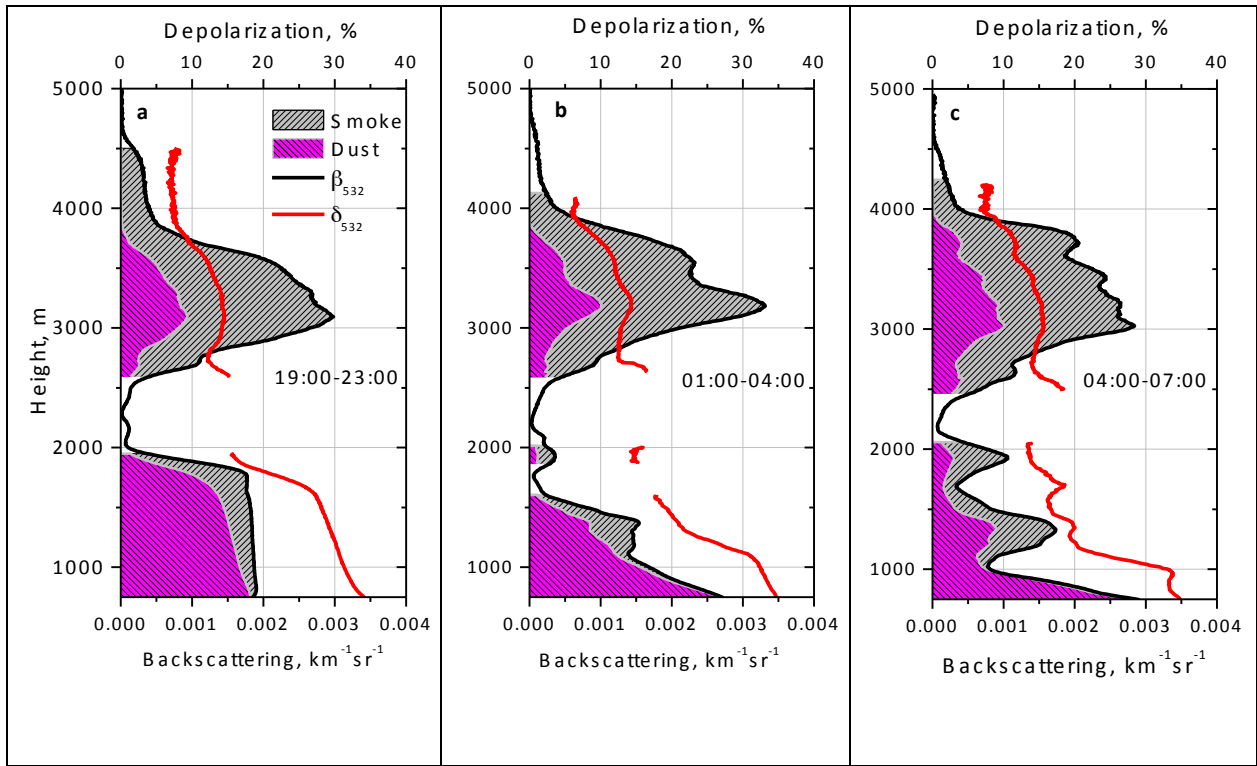 Depolarization, %
0 10 20 30 40
5000
a
Smoke
Dust
β532
δ532
4000
3000
19:00-23:00
2000
1000
Height, m
0.000 0.001 0.002 0.003 0.004
Backscattering, km⁻¹sr⁻¹
Depolarization, %
0 10 20 30 40
5000
b
4000
3000
01:00-04:00
2000
1000
0.000 0.001 0.002 0.003 0.004
Backscattering, km⁻¹sr⁻¹
Depolarization, %
0 10 20 30 40
5000
c
4000
3000
04:00-07:00
2000
1000
0.000 0.001 0.002 0.003 0.004
Backscattering, km⁻¹sr⁻¹